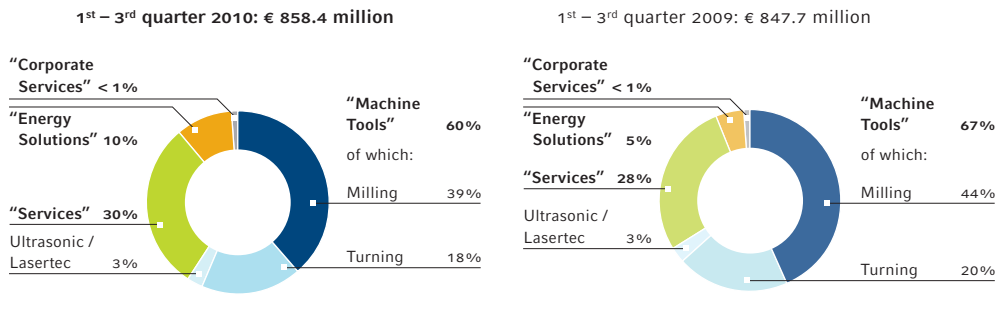 1st – 3rd quarter 2010: € 858.4 million
“Corporate
Services” < 1%
“Energy
Solutions” 10%
“Services” 30%
Ultrasonic /
Lasertec 3%
“Machine
Tools” 60%
of which:
Milling 39%
Turning 18%
1st – 3rd quarter 2009: € 847.7 million
“Corporate
Services” < 1%
“Energy
Solutions” 5%
“Services” 28%
Ultrasonic /
Lasertec 3%
“Machine
Tools” 67%
of which:
Milling 44%
Turning 20%